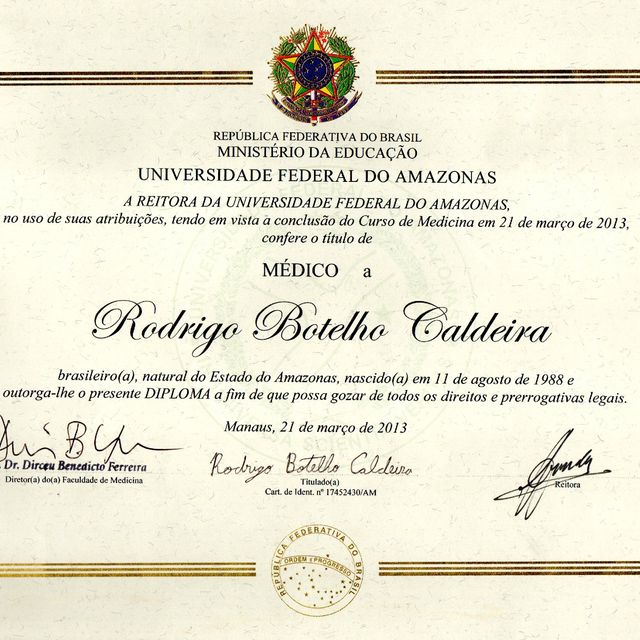 REPÚBLICA FEDERATIVA DO BRASIL
MINISTÉRIO DA EDUCAÇÃO
UNIVERSIDADE FEDERAL DO AMAZONAS
A REITORA DA UNIVERSIDADE FEDERAL DO AMAZONAS,
no uso de suas atribuições, tendo em vista a conclusão do Curso de Medicina em 21 de março de 2013,
confere o título de
MÉDICO a
Rodrigo Botelho Caldeira
brasileiro(a), natural do Estado do Amazonas, nascido(a) em 11 de agosto de 1988 e
outorga-lhe o presente DIPLOMA a fim de que possa gozar de todos os direitos e prerrogativas legais.
Manaus, 21 de março de 2013
Dr. Dirceu Benedicto Ferreira
Diretor(a) do(a) Faculdade de Medicina
Rodrigo Botelho Caldeira
Titulado(a)
Cart. de Ident. nº 17452430/AM
Reitora
REPÚBLICA FEDERATIVA DO BRASIL
ORDEM E PROGRESSO